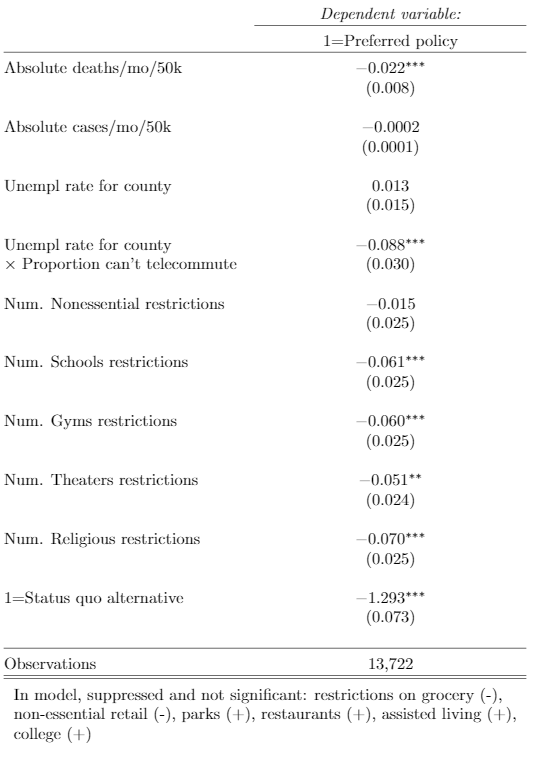 Dependent variable:
1=Preferred policy
Absolute deaths/mo/50k −0.022***
(0.008)
Absolute cases/mo/50k −0.0002
(0.0001)
Unempl rate for county 0.013
(0.015)
Unempl rate for county −0.088***
× Proportion can't telecommute (0.030)
Num. Nonessential restrictions −0.015
(0.025)
Num. Schools restrictions −0.061***
(0.025)
Num. Gyms restrictions −0.060***
(0.025)
Num. Theaters restrictions −0.051**
(0.024)
Num. Religious restrictions −0.070***
(0.025)
1=Status quo alternative −1.293***
(0.073)
Observations 13,722
In model, suppressed and not significant: restrictions on grocery (-),
non-essential retail (-), parks (+), restaurants (+), assisted living (+),
college (+)